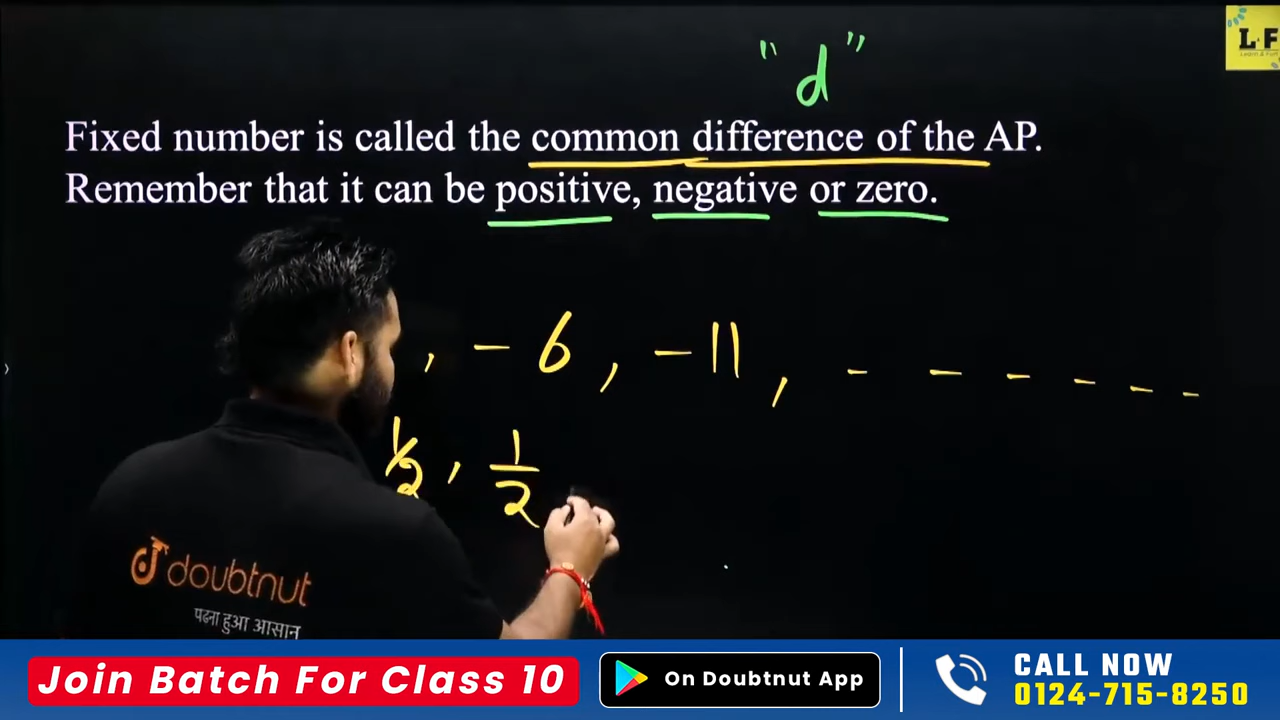 "d"
L&F
Fixed number is called the common difference of the AP.
Remember that it can be positive, negative or zero.
, - 6 , - 11 , - - - - - -
1/2 , 1/2
doubtnut
पढ़ना हुआ आसान
Join Batch For Class 10
On Doubtnut App
CALL NOW
0124-715-8250